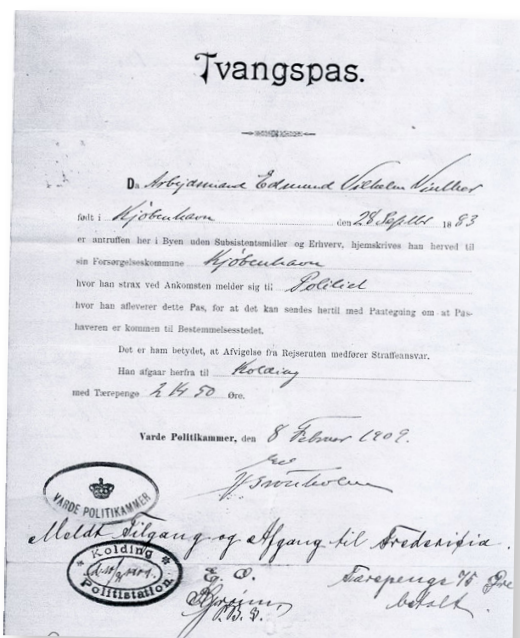 Tvangspas.
Da Arbejdsmand Edmund Vilhelm Winther
født i Kjøbenhavn den 28 Septbr 1883
er antruffen her i Byen uden Subsistentsmidler og Erhverv, hjemskrives han herved til
sin Forsørgelseskommune Kjøbenhavn
hvor han strax ved Ankomsten melder sig til Politiet
hvor han afleverer dette Pas, for at det kan sendes hertil med Paategning om at Pas-
haveren er kommen til Bestemmelsesstedet.
Det er ham betydet, at Afvigelse fra Rejseruten medfører Straffeansvar.
Han afgaar herfra til Kolding
med Tærepenge 2 Kr 50 Øre.
Varde Politikammer, den 8 Februar 1909.
VARDE POLITIKAMMER
Meldt Tilgang og Afgang til Fredericia.
Kolding
Politistation.
E. O.
Tærepenge 75 Øre
betalt.
P. B. 3.